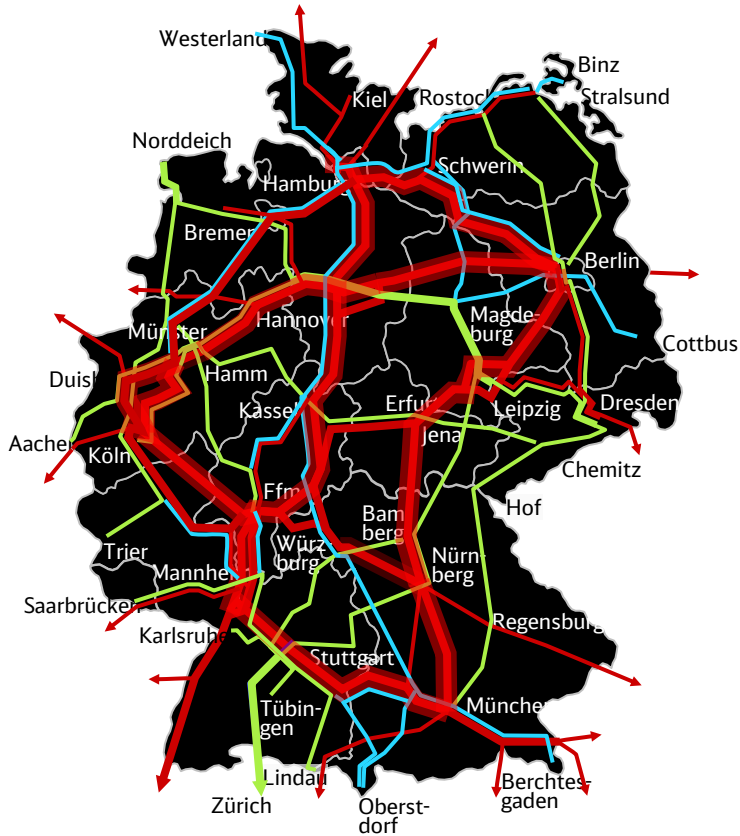 Westerland
Binz
Kiel
Rostock
Stralsund
Norddeich
Schwerin
Hamburg
Bremen
Berlin
Magde-
burg
Hannover
Münster
Cottbus
Duisb
Hamm
Kassel
Erfurt
Leipzig
Dresden
Aachen
Jena
Köln
Chemitz
Ffm
Hof
Bam
berg
Trier
Würz-
burg
Nürn-
berg
Mannhe
Saarbrücken
Karlsruhe
Regensburg
Stuttgart
Tübin-
gen
München
Lindau
Zürich
Oberst-
dorf
Berchtes-
gaden